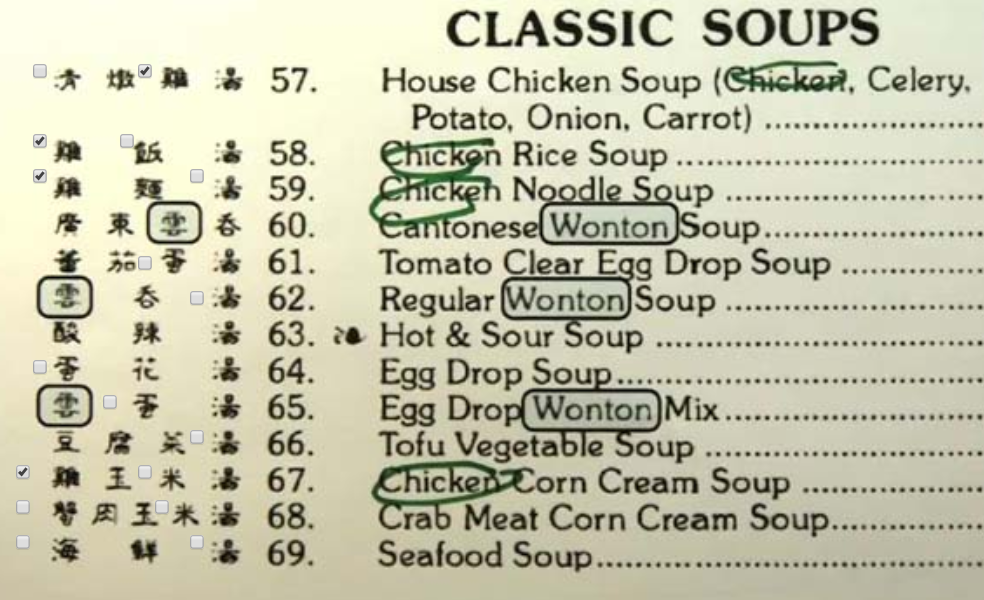 CLASSIC SOUPS
清 燉 雞 湯 57. House Chicken Soup (Chicken, Celery,
Potato, Onion, Carrot) ....................
雞 飯 湯 58. Chicken Rice Soup ....................
雞 麵 湯 59. Chicken Noodle Soup ....................
廣 東 雲 吞 60. Cantonese Wonton Soup....................
蕃 茄 蛋 湯 61. Tomato Clear Egg Drop Soup ....................
雲 吞 湯 62. Regular Wonton Soup ....................
酸 辣 湯 63. Hot & Sour Soup ....................
蛋 花 湯 64. Egg Drop Soup....................
雲 蛋 湯 65. Egg Drop Wonton Mix....................
豆 腐 菜 湯 66. Tofu Vegetable Soup ....................
雞 玉 米 湯 67. Chicken Corn Cream Soup ....................
蟹 肉 玉 米 湯 68. Crab Meat Corn Cream Soup....................
海 鮮 湯 69. Seafood Soup....................